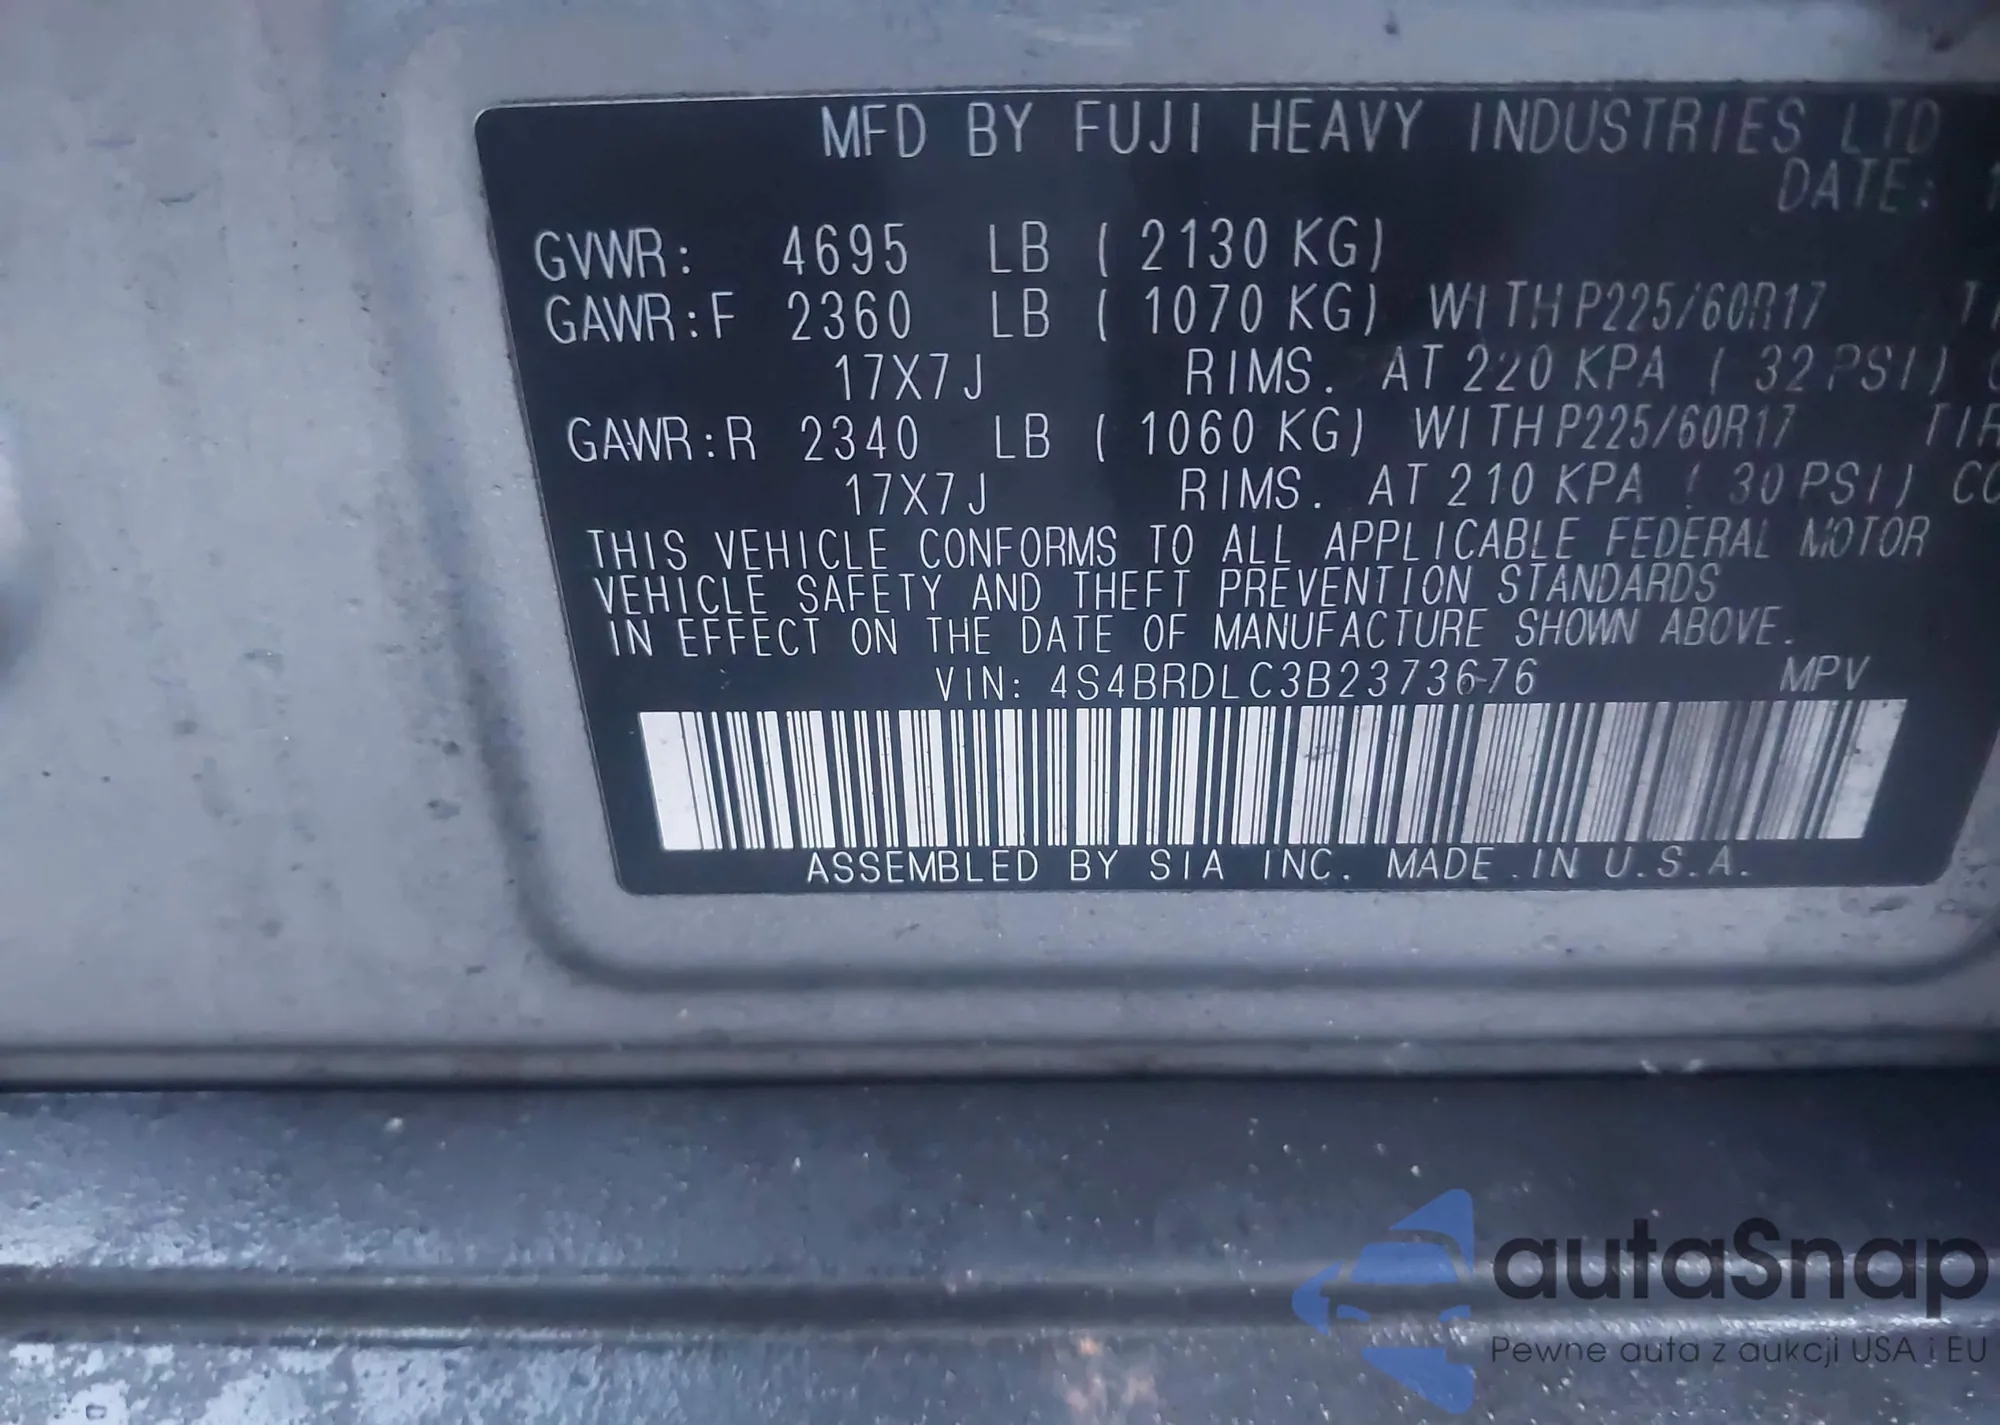 MFD BY FUJI HEAVY INDUSTRIES LTD
DATE: 1
GVWR: 4695 LB ( 2130 KG)
GAWR:F 2360 LB ( 1070 KG) WITH P225/60R17
17X7J RIMS. AT 220 KPA ( 32 PSI)
GAWR:R 2340 LB ( 1060 KG) WITH P225/60R17 TIR
17X7J RIMS. AT 210 KPA ( 30 PSI) CO
THIS VEHICLE CONFORMS TO ALL APPLICABLE FEDERAL MOTOR
VEHICLE SAFETY AND THEFT PREVENTION STANDARDS
IN EFFECT ON THE DATE OF MANUFACTURE SHOWN ABOVE.
VIN: 4S4BRDLC3B2373676 MPV
ASSEMBLED BY SIA INC. MADE IN U.S.A.
autaSnap
Pewne auta z aukcji USA i EU